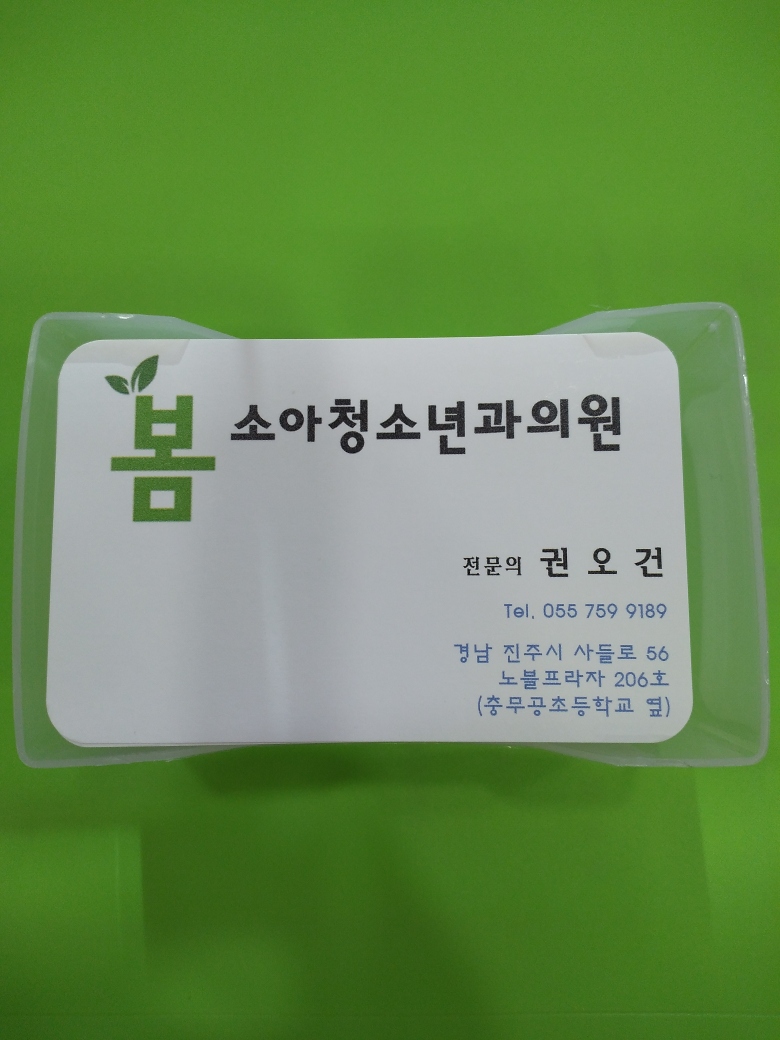 봄 소아청소년과의원
전문의 권오건
Tel. 055 759 9189
경남 진주시 사들로 56
노블프라자 206호
(충무공초등학교 옆)